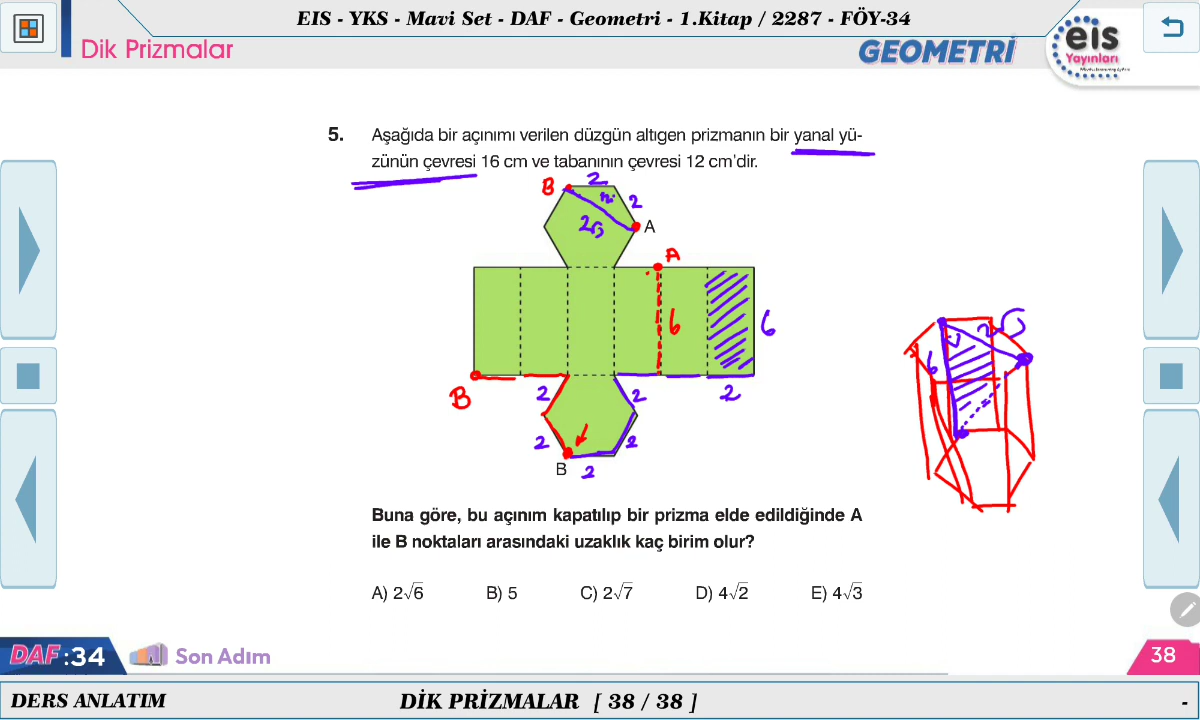 EIS - YKS - Mavi Set - DAF - Geometri - 1.Kitap / 2287 - FÖY-34
Dik Prizmalar
GEOMETRİ
eis
Yayınları
5. Aşağıda bir açınımı verilen düzgün altıgen prizmanın bir yanal yü-
zünün çevresi 16 cm ve tabanının çevresi 12 cm'dir.
B 2
2
2√3
A
A
6
6
B
2 2 2
2 2
B 2
6 2√3
Buna göre, bu açınım kapatılıp bir prizma elde edildiğinde A
ile B noktaları arasındaki uzaklık kaç birim olur?
A) 2√6 B) 5 C) 2√7 D) 4√2 E) 4√3
DAF:34 Son Adım
38
DERS ANLATIM DİK PRİZMALAR [ 38 / 38 ] -